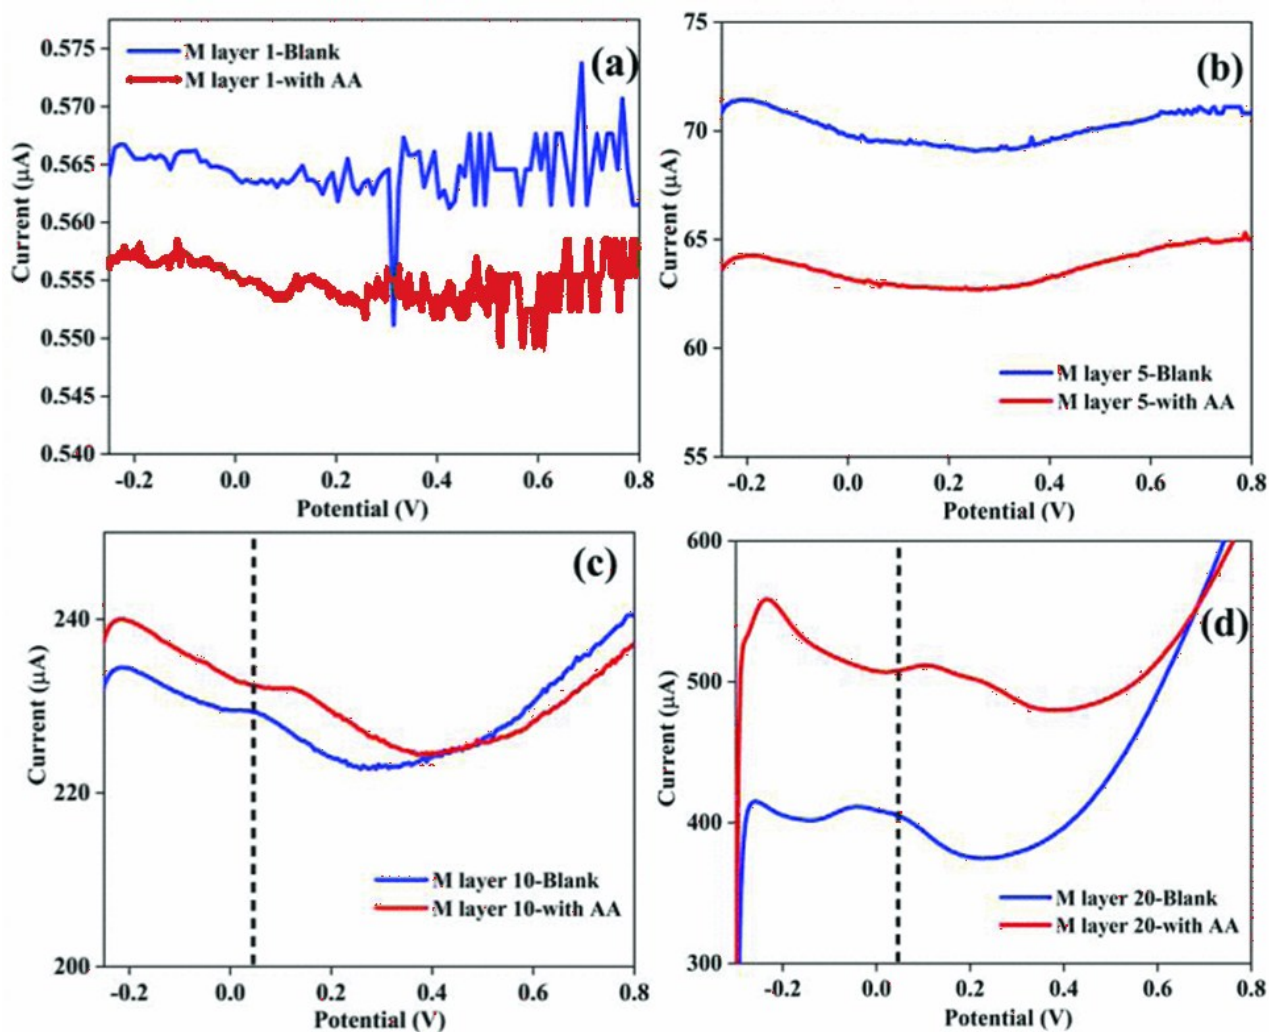 (a)
M layer 1-Blank
M layer 1-with AA
0.575
0.570
0.565
0.560
0.555
0.550
0.545
0.540
Current (μA)
-0.2 0.0 0.2 0.4 0.6 0.8
Potential (V)
(b)
75
70
65
60
55
Current (μA)
M layer 5-Blank
M layer 5-with AA
-0.2 0.0 0.2 0.4 0.6 0.8
Potential (V)
(c)
240
220
200
Current (μA)
M layer 10-Blank
M layer 10-with AA
-0.2 0.0 0.2 0.4 0.6 0.8
Potential (V)
(d)
600
500
400
300
Current (μA)
M layer 20-Blank
M layer 20-with AA
-0.2 0.0 0.2 0.4 0.6 0.8
Potential (V)